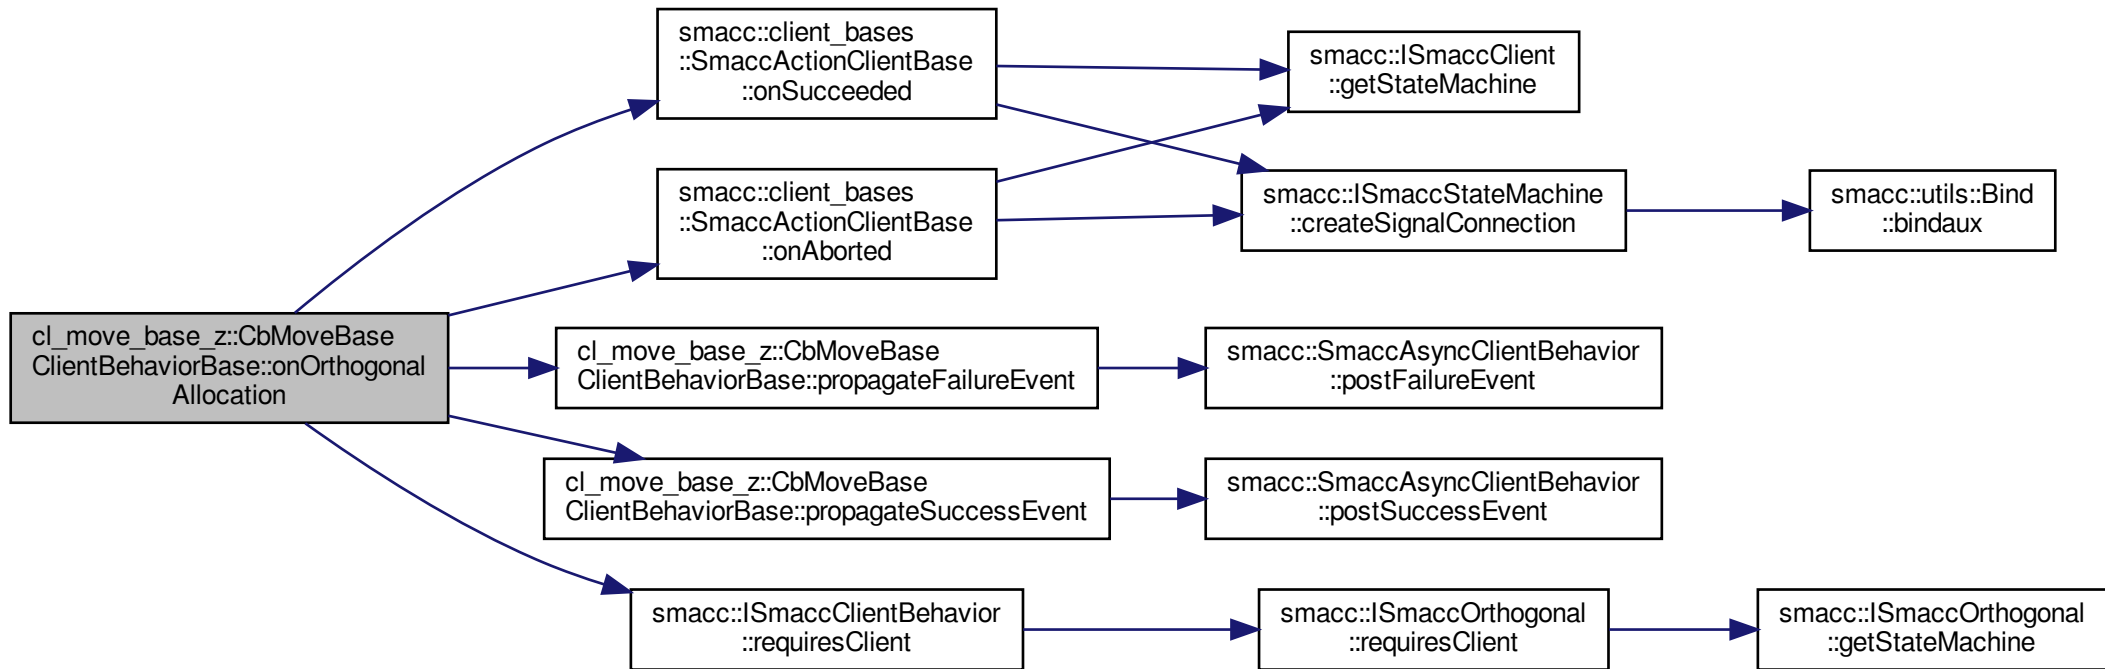 smacc::client_bases
::SmaccActionClientBase
::onSucceeded
smacc::ISmaccClient
::getStateMachine
smacc::client_bases
::SmaccActionClientBase
::onAborted
smacc::ISmaccStateMachine
::createSignalConnection
smacc::utils::Bind
::bindaux
cl_move_base_z::CbMoveBase
ClientBehaviorBase::onOrthogonal
Allocation
cl_move_base_z::CbMoveBase
ClientBehaviorBase::propagateFailureEvent
smacc::SmaccAsyncClientBehavior
::postFailureEvent
cl_move_base_z::CbMoveBase
ClientBehaviorBase::propagateSuccessEvent
smacc::SmaccAsyncClientBehavior
::postSuccessEvent
smacc::ISmaccClientBehavior
::requiresClient
smacc::ISmaccOrthogonal
::requiresClient
smacc::ISmaccOrthogonal
::getStateMachine